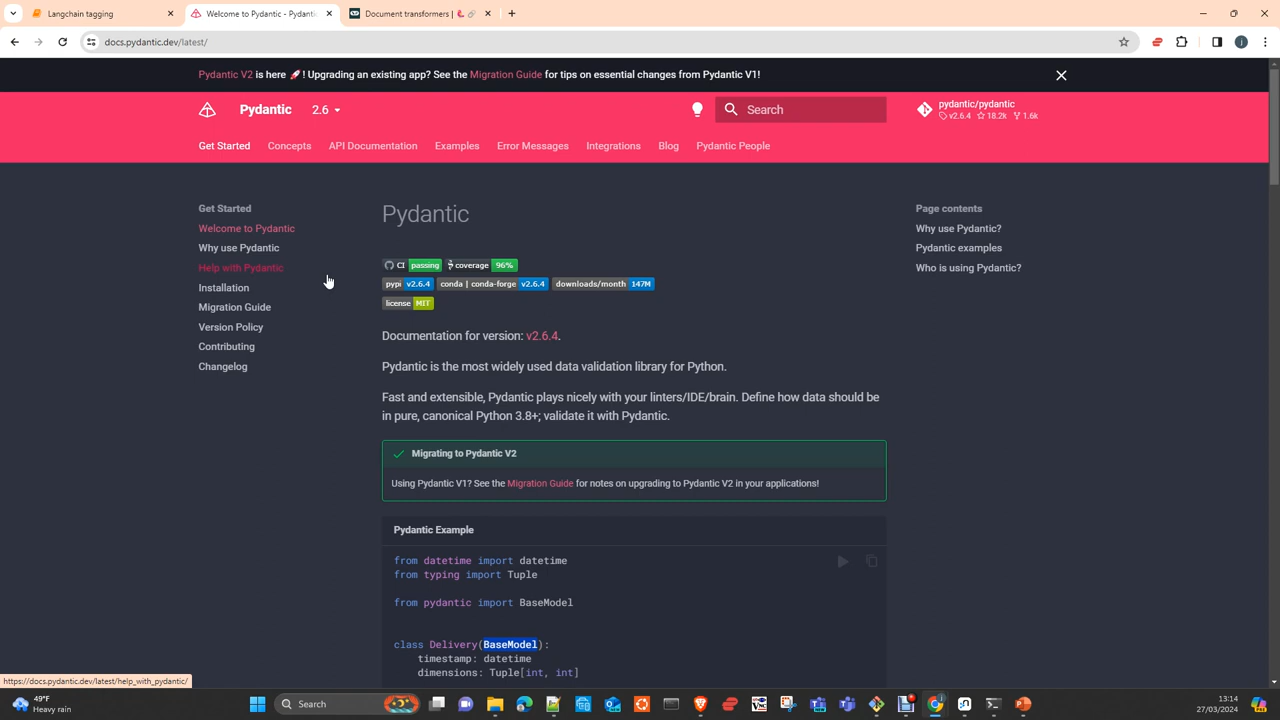 Langchain tagging
Welcome to Pydantic - Pydantic
Document transformers | 🦜🔗
docs.pydantic.dev/latest/
Pydantic V2 is here 🚀! Upgrading an existing app? See the Migration Guide for tips on essential changes from Pydantic V1!
Pydantic
2.6
Search
pydantic/pydantic
v2.6.4 18.2k 1.6k
Get Started Concepts API Documentation Examples Error Messages Integrations Blog Pydantic People
Get Started
Welcome to Pydantic
Why use Pydantic
Help with Pydantic
Installation
Migration Guide
Version Policy
Contributing
Changelog
Pydantic
CI passing coverage 96%
pypi v2.6.4 conda | conda-forge v2.6.4 downloads/month 147M
license MIT
Documentation for version: v2.6.4.
Pydantic is the most widely used data validation library for Python.
Fast and extensible, Pydantic plays nicely with your linters/IDE/brain. Define how data should be
in pure, canonical Python 3.8+; validate it with Pydantic.
Migrating to Pydantic V2
Using Pydantic V1? See the Migration Guide for notes on upgrading to Pydantic V2 in your applications!
Pydantic Example
from datetime import datetime
from typing import Tuple
from pydantic import BaseModel
class Delivery(BaseModel):
timestamp: datetime
dimensions: Tuple[int, int]
Page contents
Why use Pydantic?
Pydantic examples
Who is using Pydantic?
https://docs.pydantic.dev/latest/help_with_pydantic/
49°F
Heavy rain
Search
13:14
27/03/2024